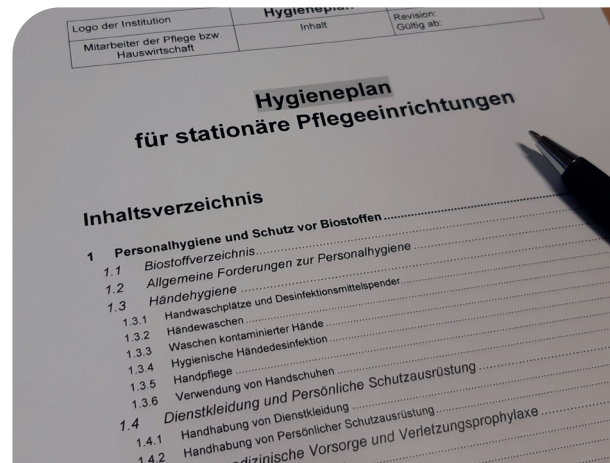 Logo der Institution
Hygieneplan
Revision:
Mitarbeiter der Pflege bzw.
Hauswirtschaft
Inhalt
Gültig ab:
Hygieneplan
für stationäre Pflegeeinrichtungen
Inhaltsverzeichnis
1 Personalhygiene und Schutz vor Biostoffen
1.1 Biostoffverzeichnis
1.2 Allgemeine Forderungen zur Personalhygiene
1.3 Händehygiene
1.3.1 Handwaschplätze und Desinfektionsmittelspender
1.3.2 Händewaschen
1.3.3 Waschen kontaminierter Hände
1.3.4 Hygienische Händedesinfektion
1.3.5 Handpflege
1.3.6 Verwendung von Handschuhen
1.4 Dienstkleidung und Persönliche Schutzausrüstung
1.4.1 Handhabung von Dienstkleidung
1.4.2 Handhabung von Persönlicher Schutzausrüstung
Vorsorge und Verletzungsprophylaxe